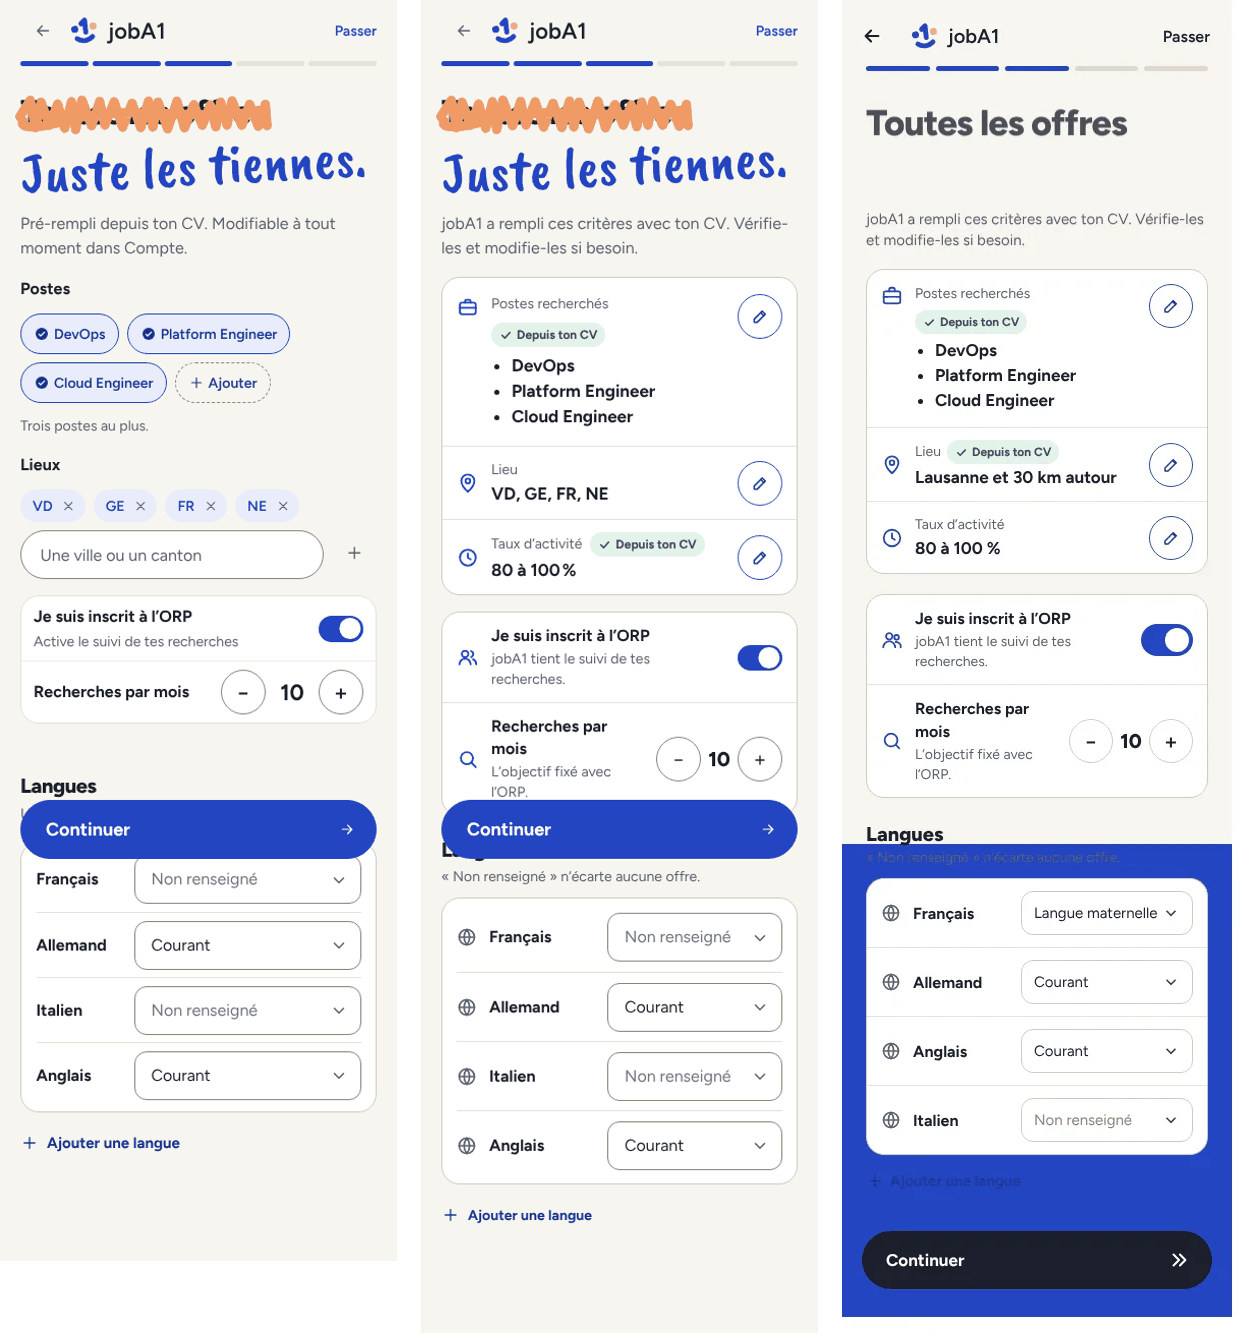 jobA1
Passer
Juste les tiennes.
Pré-rempli depuis ton CV. Modifiable à tout
moment dans Compte.
Postes
DevOps
Platform Engineer
Cloud Engineer
Ajouter
Trois postes au plus.
Lieux
VD
GE
FR
NE
Une ville ou un canton
Je suis inscrit à l’ORP
Active le suivi de tes recherches
Recherches par mois
– 10 +
Langues
Continuer
Français
Non renseigné
Allemand
Courant
Italien
Non renseigné
Anglais
Courant
+ Ajouter une langue
jobA1
Passer
Juste les tiennes.
jobA1 a rempli ces critères avec ton CV. Vérifie-
les et modifie-les si besoin.
Postes recherchés
Depuis ton CV
• DevOps
• Platform Engineer
• Cloud Engineer
Lieu
VD, GE, FR, NE
Taux d’activité
Depuis ton CV
80 à 100 %
Je suis inscrit à l’ORP
jobA1 tient le suivi de tes
recherches.
Recherches par
mois
– 10 +
L’objectif fixé avec
l’ORP.
Continuer
« Non renseigné » n’écarte aucune offre.
Français
Non renseigné
Allemand
Courant
Italien
Non renseigné
Anglais
Courant
+ Ajouter une langue
jobA1
Passer
Toutes les offres
jobA1 a rempli ces critères avec ton CV. Vérifie-les
et modifie-les si besoin.
Postes recherchés
Depuis ton CV
• DevOps
• Platform Engineer
• Cloud Engineer
Lieu
Depuis ton CV
Lausanne et 30 km autour
Taux d’activité
80 à 100 %
Je suis inscrit à l’ORP
jobA1 tient le suivi de tes
recherches.
Recherches par
mois
– 10 +
L’objectif fixé avec
l’ORP.
Langues
« Non renseigné » n’écarte aucune offre.
Français
Langue maternelle
Allemand
Courant
Anglais
Courant
Italien
Non renseigné
+ Ajouter une langue
Continuer